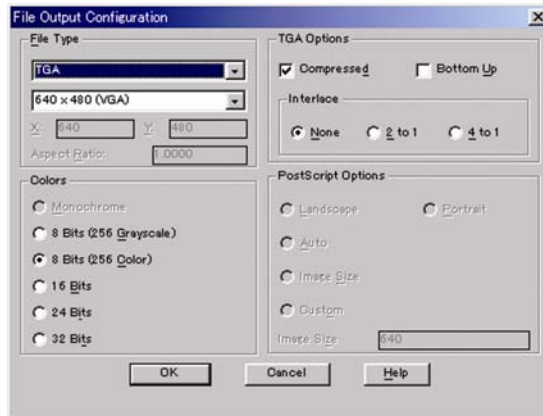 File Output Configuration
File Type
TGA
640 x 480 (VGA)
X: 640 Y: 480
Aspect Ratio: 1.0000
Colors
Monochrome
8 Bits (256 Grayscale)
8 Bits (256 Color)
16 Bits
24 Bits
32 Bits
TGA Options
Compressed Bottom Up
Interlace
None 2 to 1 4 to 1
PostScript Options
Landscape Portrait
Auto
Image Size
Custom
Image Size 640
OK Cancel Help